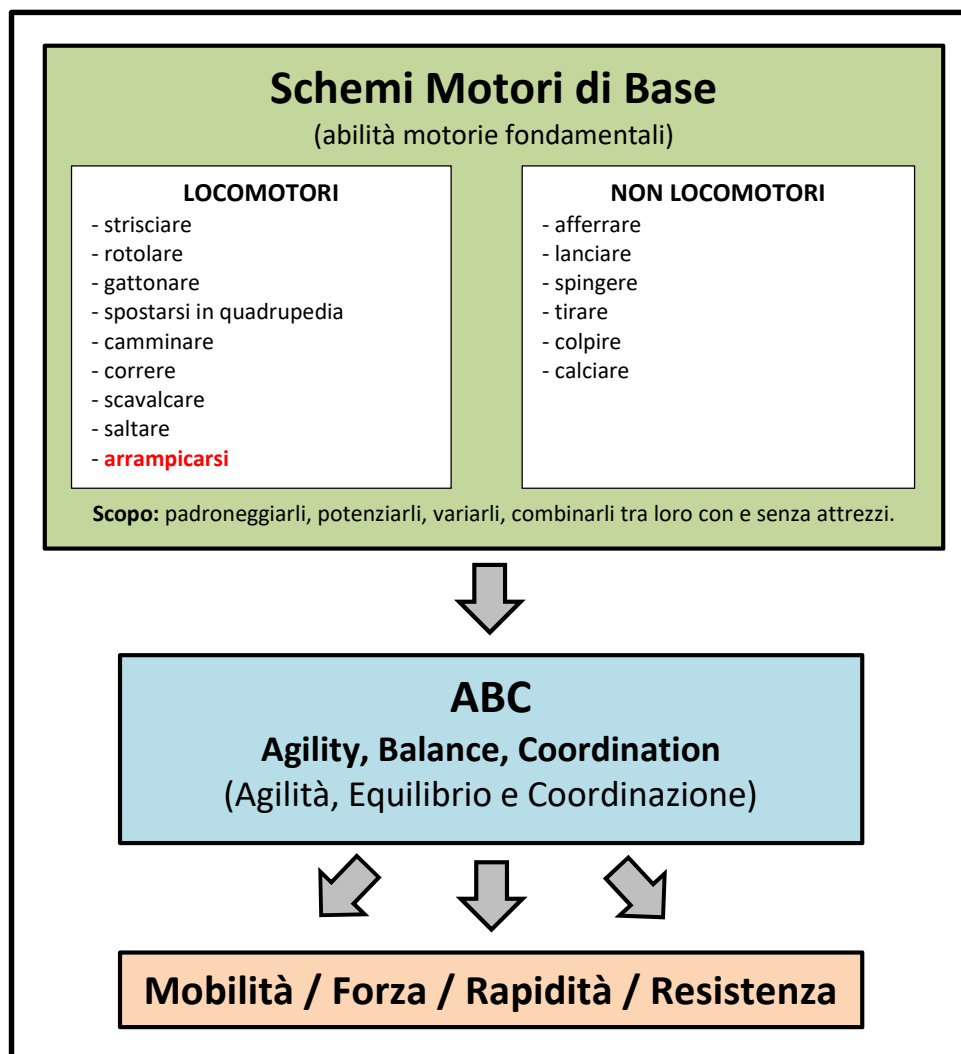 Schemi Motori di Base
(abilità motorie fondamentali)
LOCOMOTORI
- strisciare
- rotolare
- gattonare
- spostarsi in quadrupedia
- camminare
- correre
- scavalcare
- saltare
- arrampicarsi
NON LOCOMOTORI
- afferrare
- lanciare
- spingere
- tirare
- colpire
- calciare
Scopo: padroneggiarli, potenziarli, variarli, combinarli tra loro con e senza attrezzi.
ABC
Agility, Balance, Coordination
(Agilità, Equilibrio e Coordinazione)
Mobilità / Forza / Rapidità / Resistenza